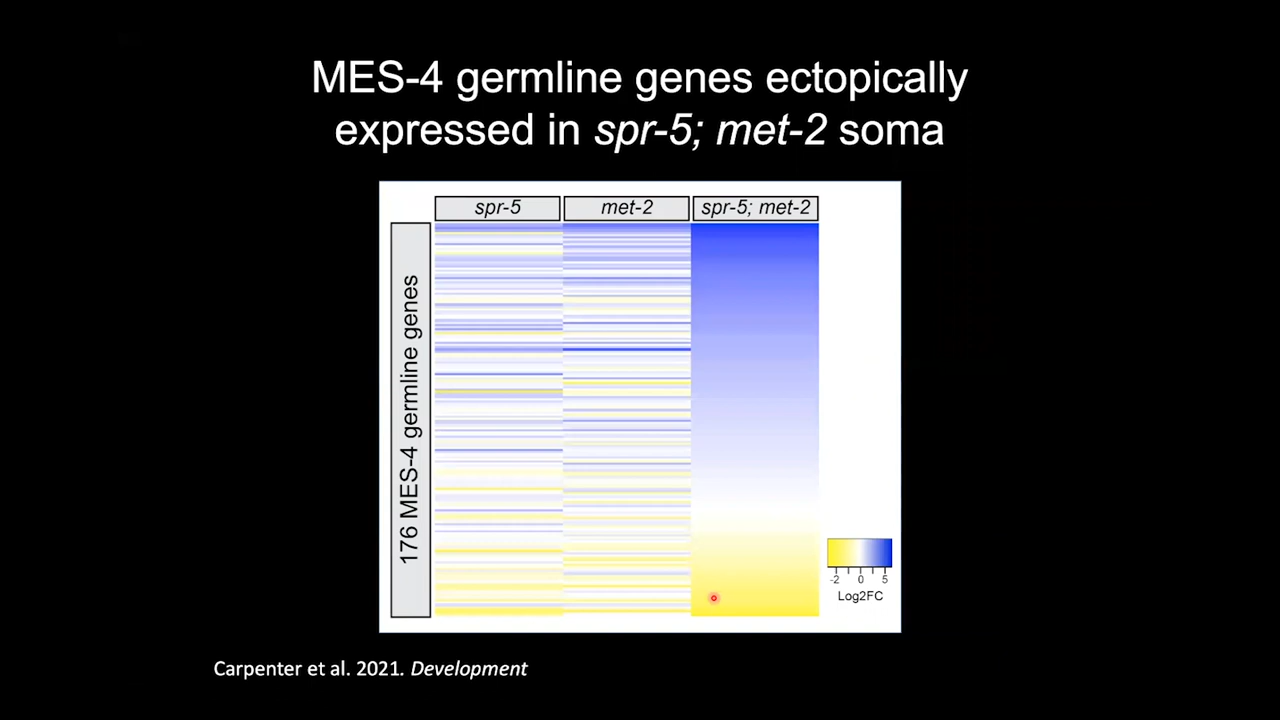 MES-4 germline genes ectopically
expressed in spr-5; met-2 soma
spr-5
met-2
spr-5; met-2
176 MES-4 germline genes
-2 0 5
Log2FC
Carpenter et al. 2021. Development